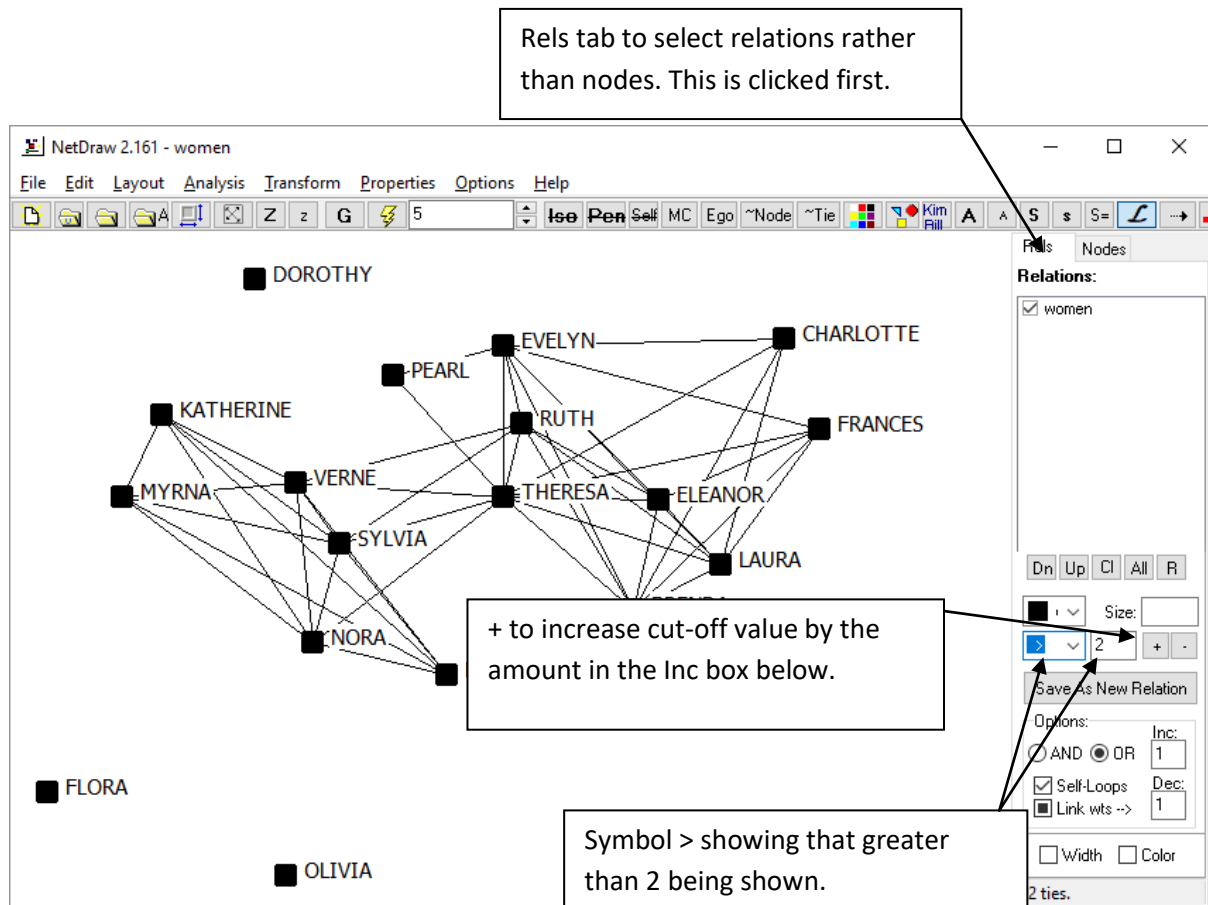 Rels tab to select relations rather
than nodes. This is clicked first.
NetDraw 2.161 - women
File Edit Layout Analysis Transform Properties Options Help
A Z z G 5 Iso Pen Self MC Ego ~Node ~Tie Kim Bill A A S s S= L
Rels Nodes
Relations:
women
DOROTHY
EVELYN
CHARLOTTE
PEARL
KATHERINE
RUTH
FRANCES
VERNE
MYRNA
THERESA
ELEANOR
SYLVIA
LAURA
NORA
FLORA
OLIVIA
Dn Up Cl All R
Size:
> 2 + -
+ to increase cut-off value by the
amount in the Inc box below.
Save As New Relation
Options:
Inc:
AND OR 1
Self-Loops Dec:
Link wts --> 1
Symbol > showing that greater
than 2 being shown.
Width Color
2 ties.